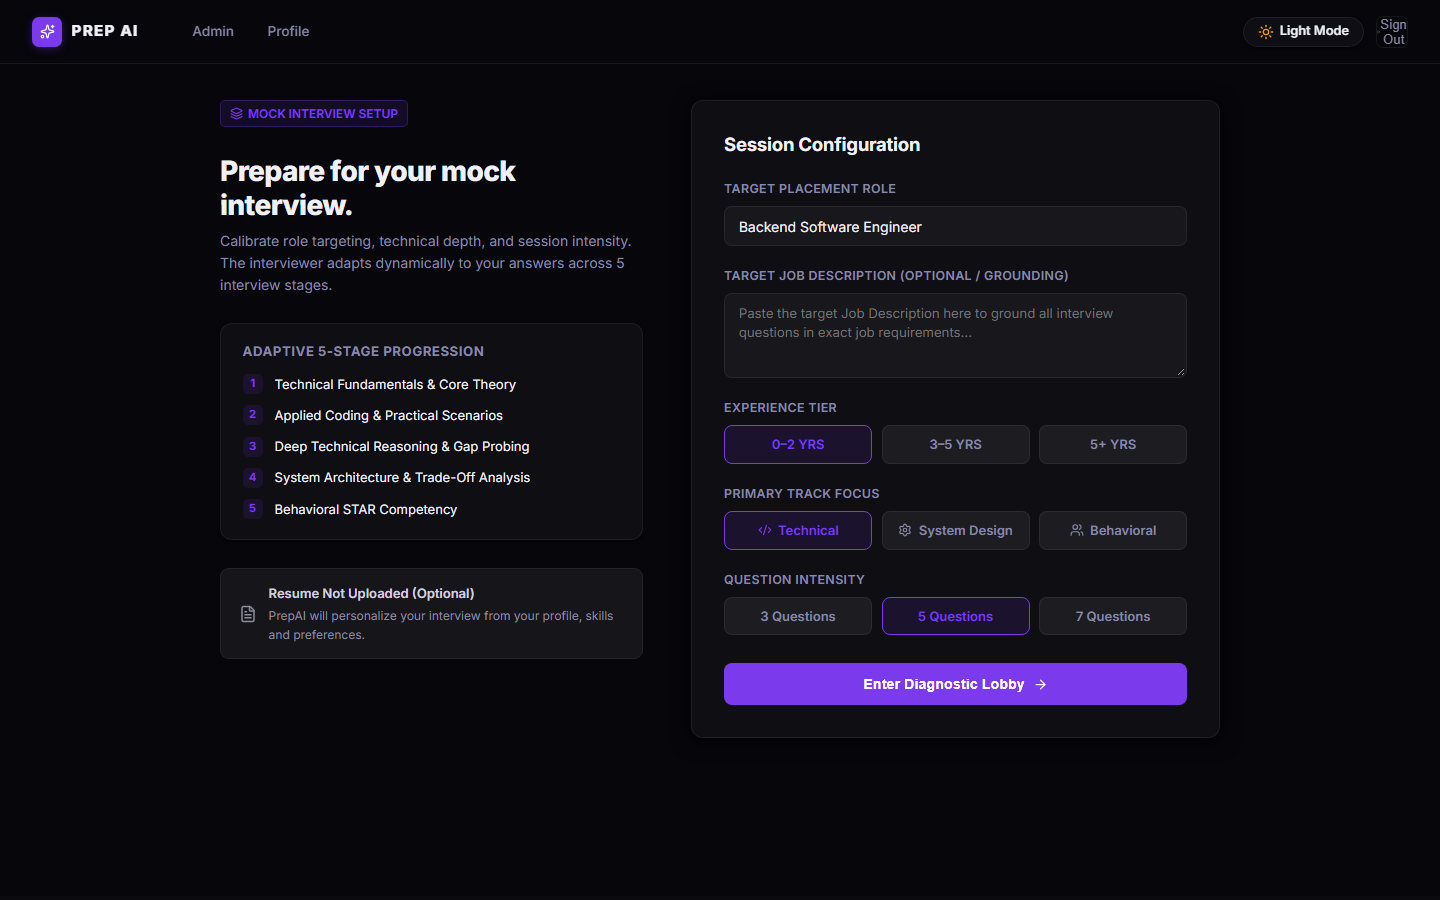 PREP AI
Admin
Profile
Light Mode
Sign
Out
MOCK INTERVIEW SETUP
Prepare for your mock
interview.
Calibrate role targeting, technical depth, and session intensity.
The interviewer adapts dynamically to your answers across 5
interview stages.
ADAPTIVE 5-STAGE PROGRESSION
1 Technical Fundamentals & Core Theory
2 Applied Coding & Practical Scenarios
3 Deep Technical Reasoning & Gap Probing
4 System Architecture & Trade-Off Analysis
5 Behavioral STAR Competency
Resume Not Uploaded (Optional)
PrepAI will personalize your interview from your profile, skills
and preferences.
Session Configuration
TARGET PLACEMENT ROLE
Backend Software Engineer
TARGET JOB DESCRIPTION (OPTIONAL / GROUNDING)
Paste the target Job Description here to ground all interview
questions in exact job requirements...
EXPERIENCE TIER
0–2 YRS
3–5 YRS
5+ YRS
PRIMARY TRACK FOCUS
Technical
System Design
Behavioral
QUESTION INTENSITY
3 Questions
5 Questions
7 Questions
Enter Diagnostic Lobby →